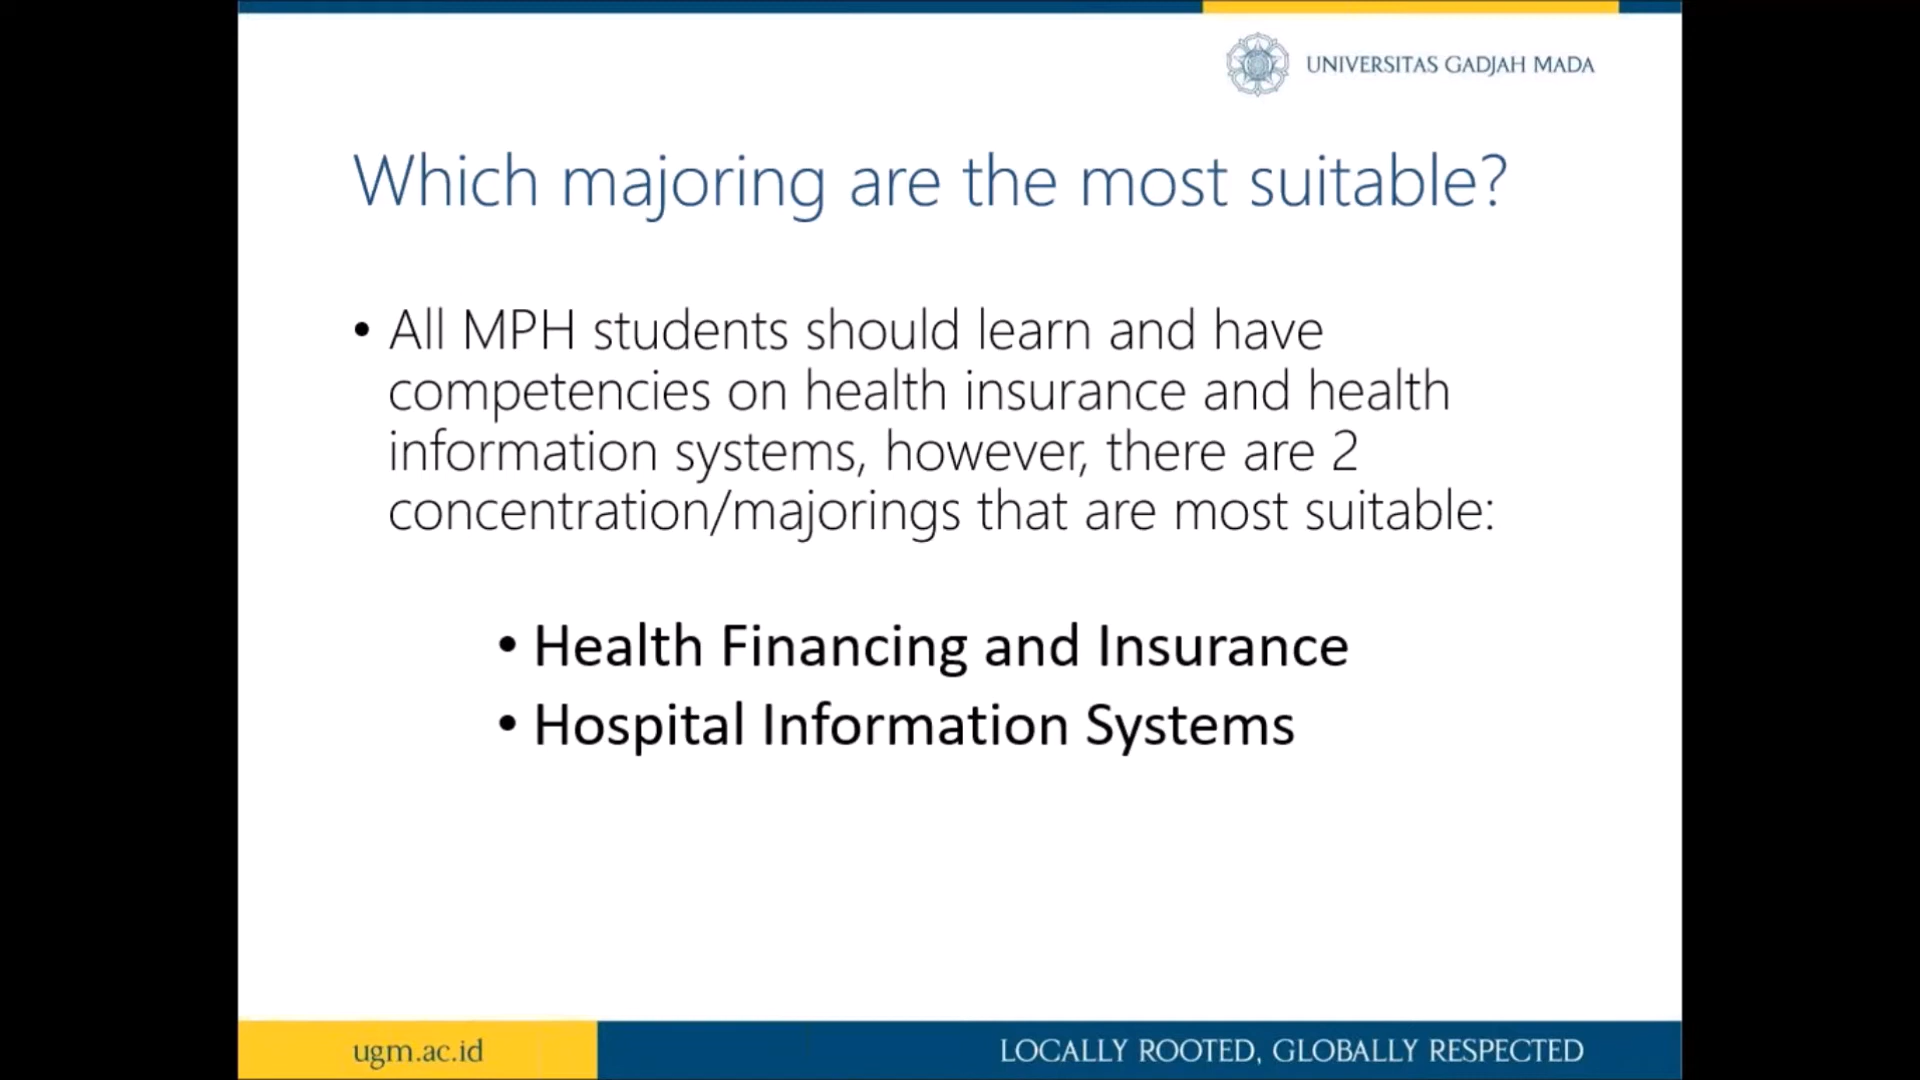 UNIVERSITAS GADJAH MADA
Which majoring are the most suitable?
• All MPH students should learn and have
competencies on health insurance and health
information systems, however, there are 2
concentration/majorings that are most suitable:
• Health Financing and Insurance
• Hospital Information Systems
ugm.ac.id
LOCALLY ROOTED, GLOBALLY RESPECTED